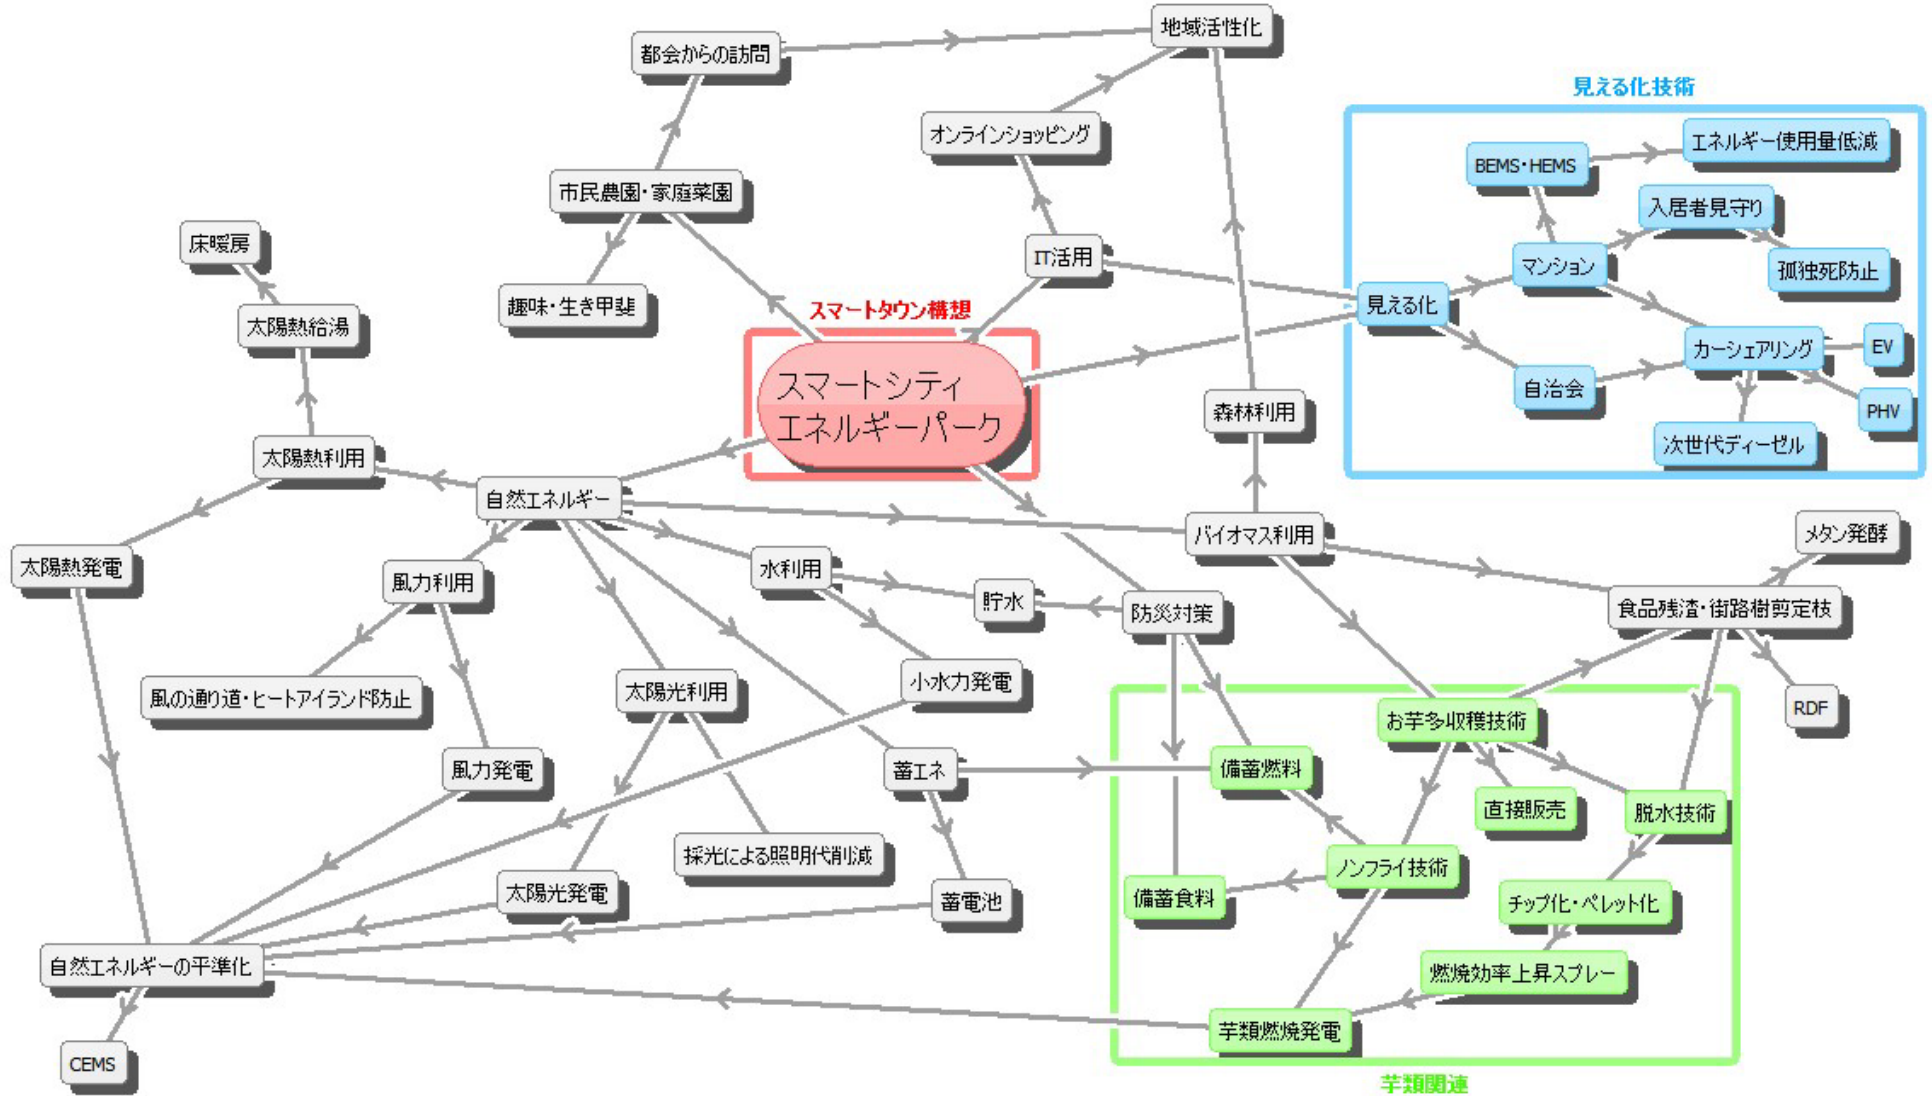 地域活性化
都会からの訪問
見える化技術
オンラインショッピング
エネルギー使用量低減
BEMS・HEMS
市民農園・家庭菜園
入居者見守り
床暖房
IT活用
マンション
孤独死防止
趣味・生き甲斐
スマートタウン構想
見える化
太陽熱給湯
カーシェアリング
EV
スマートシティ
エネルギーパーク
自治会
森林利用
PHV
次世代ディーゼル
太陽熱利用
自然エネルギー
バイオマス利用
メタン発酵
太陽熱発電
風力利用
水利用
貯水
防災対策
食品残渣・街路樹剪定枝
風の通り道・ヒートアイランド防止
太陽光利用
小水力発電
お芋多収穫技術
RDF
風力発電
蓄エネ
備蓄燃料
直接販売
脱水技術
採光による照明代削減
ノンフライ技術
太陽光発電
蓄電池
備蓄食料
チップ化・ペレット化
自然エネルギーの平準化
燃焼効率上昇スプレー
芋類燃焼発電
CEMS
芋類関連